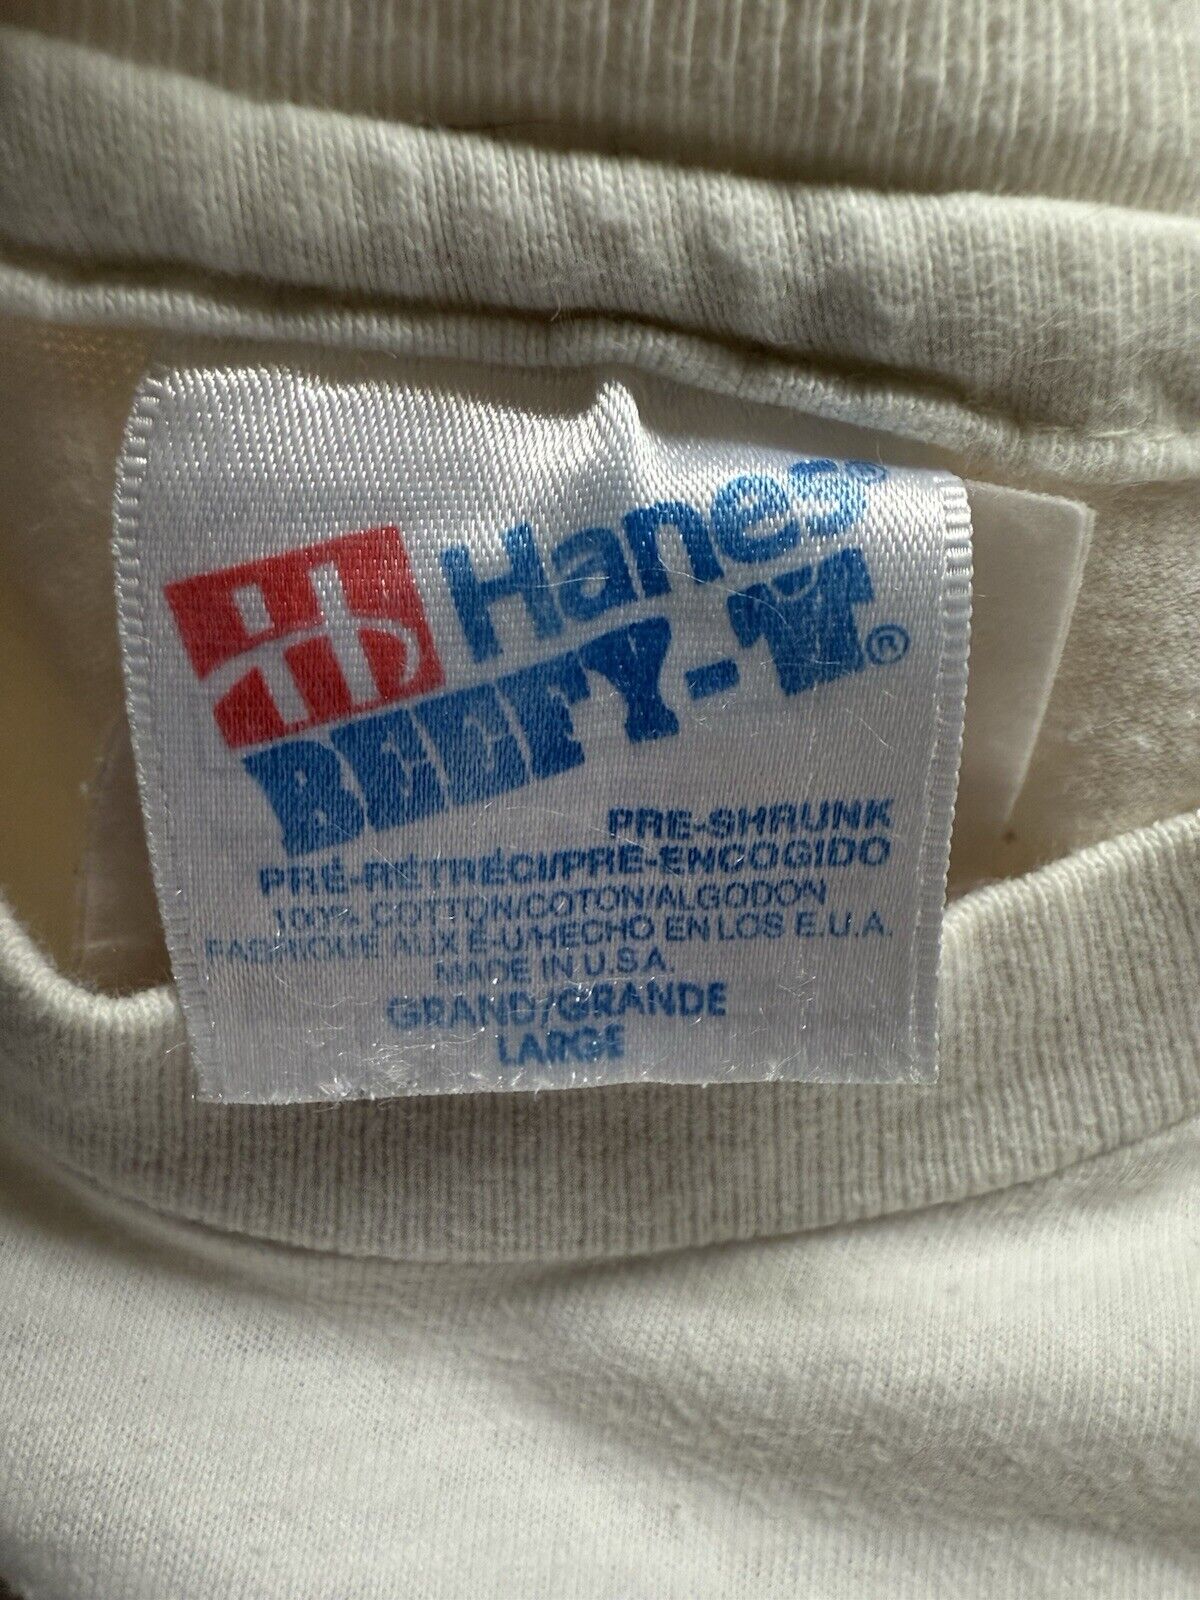 Hanes®
BEEFY-T®
PRE-SHRUNK
PRÉ-RÉTRÉCI/PRE-ENCOGIDO
100% COTTON/COTON/ALGODON
FABRIQUÉ AUX É-U/HECHO EN LOS E.U.A.
MADE IN U.S.A.
GRAND/GRANDE
LARGE